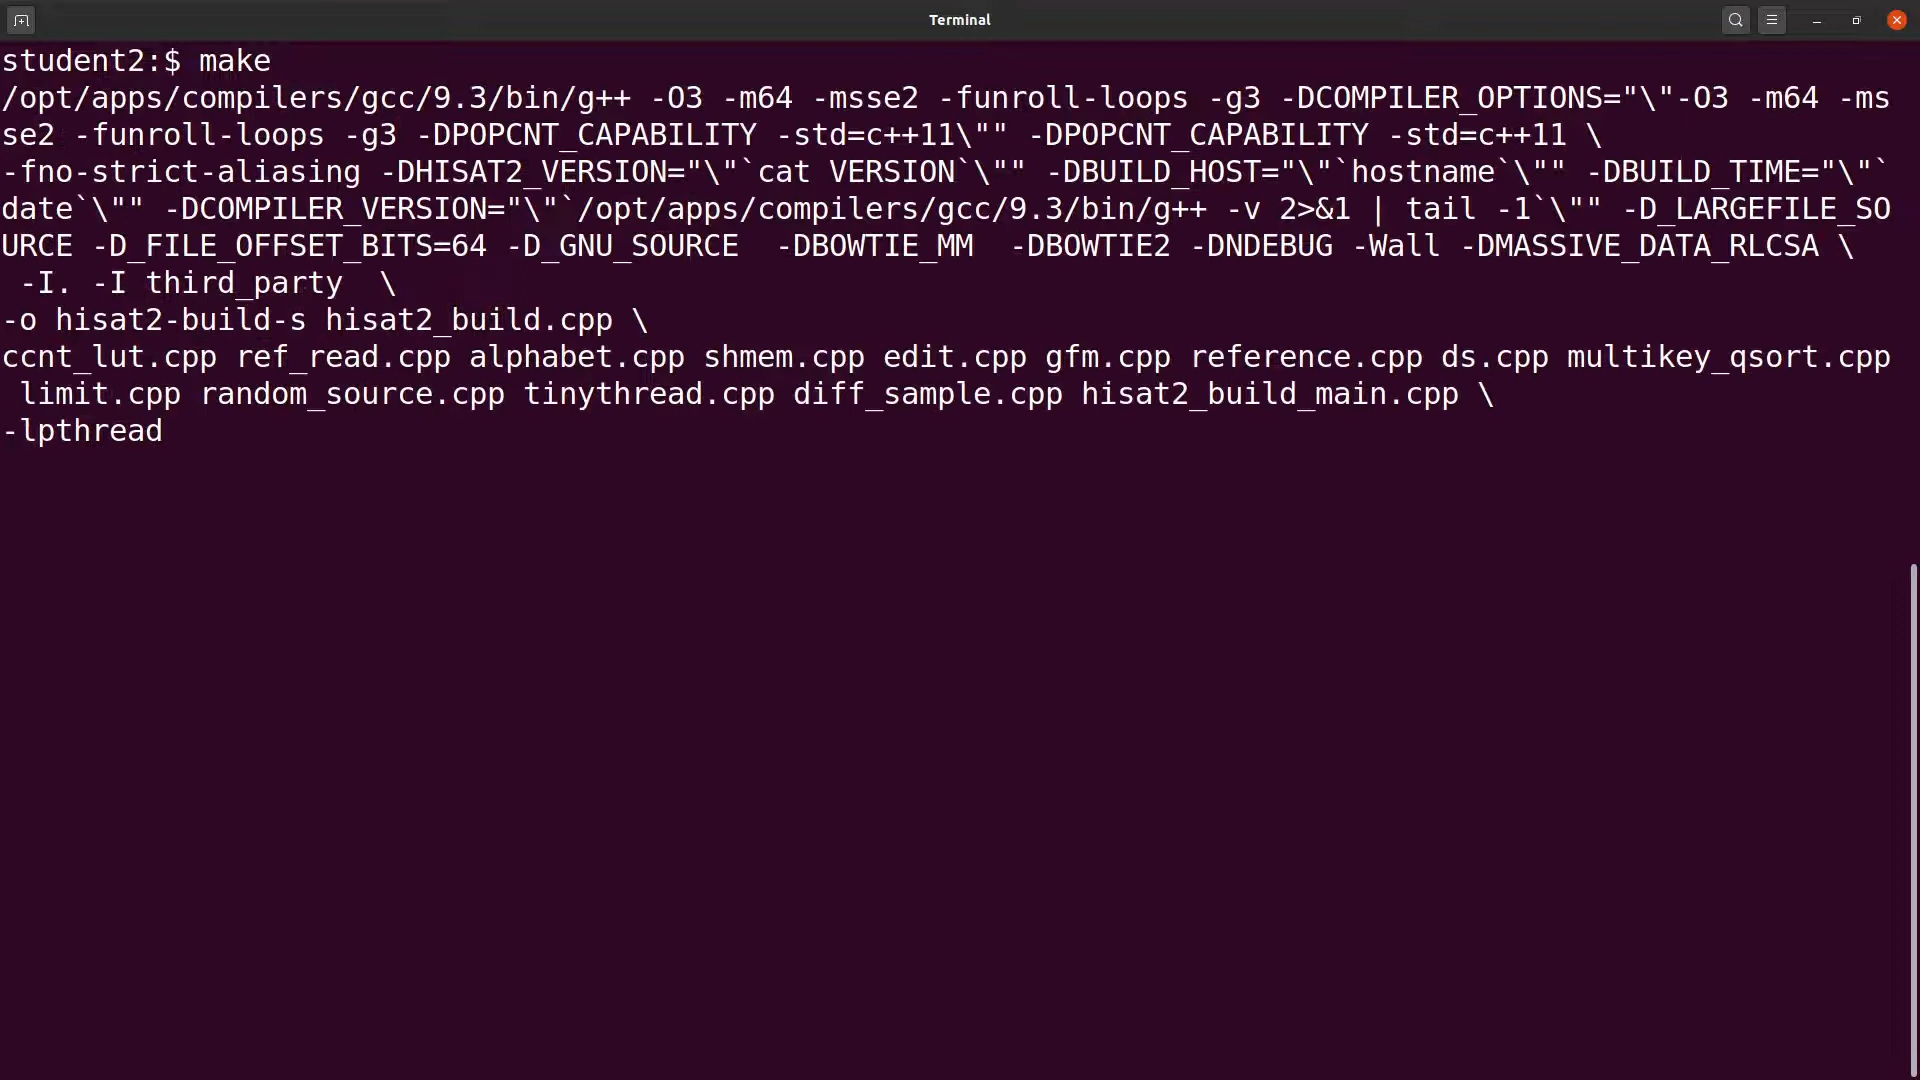 Terminal
student2:$ make
/opt/apps/compilers/gcc/9.3/bin/g++ -O3 -m64 -msse2 -funroll-loops -g3 -DCOMPILER_OPTIONS="\"-O3 -m64 -ms
se2 -funroll-loops -g3 -DPOPCNT_CAPABILITY -std=c++11\"" -DPOPCNT_CAPABILITY -std=c++11 \
-fno-strict-aliasing -DHISAT2_VERSION="\"`cat VERSION`\"" -DBUILD_HOST="\"`hostname`\"" -DBUILD_TIME="\"`
date`\"" -DCOMPILER_VERSION="\"`/opt/apps/compilers/gcc/9.3/bin/g++ -v 2>&1 | tail -1`\"" -D_LARGEFILE_SO
URCE -D_FILE_OFFSET_BITS=64 -D_GNU_SOURCE  -DBOWTIE_MM  -DBOWTIE2 -DNDEBUG -Wall -DMASSIVE_DATA_RLCSA \
 -I. -I third_party  \
-o hisat2-build-s hisat2_build.cpp \
ccnt_lut.cpp ref_read.cpp alphabet.cpp shmem.cpp edit.cpp gfm.cpp reference.cpp ds.cpp multikey_qsort.cpp
 limit.cpp random_source.cpp tinythread.cpp diff_sample.cpp hisat2_build_main.cpp \
-lpthread